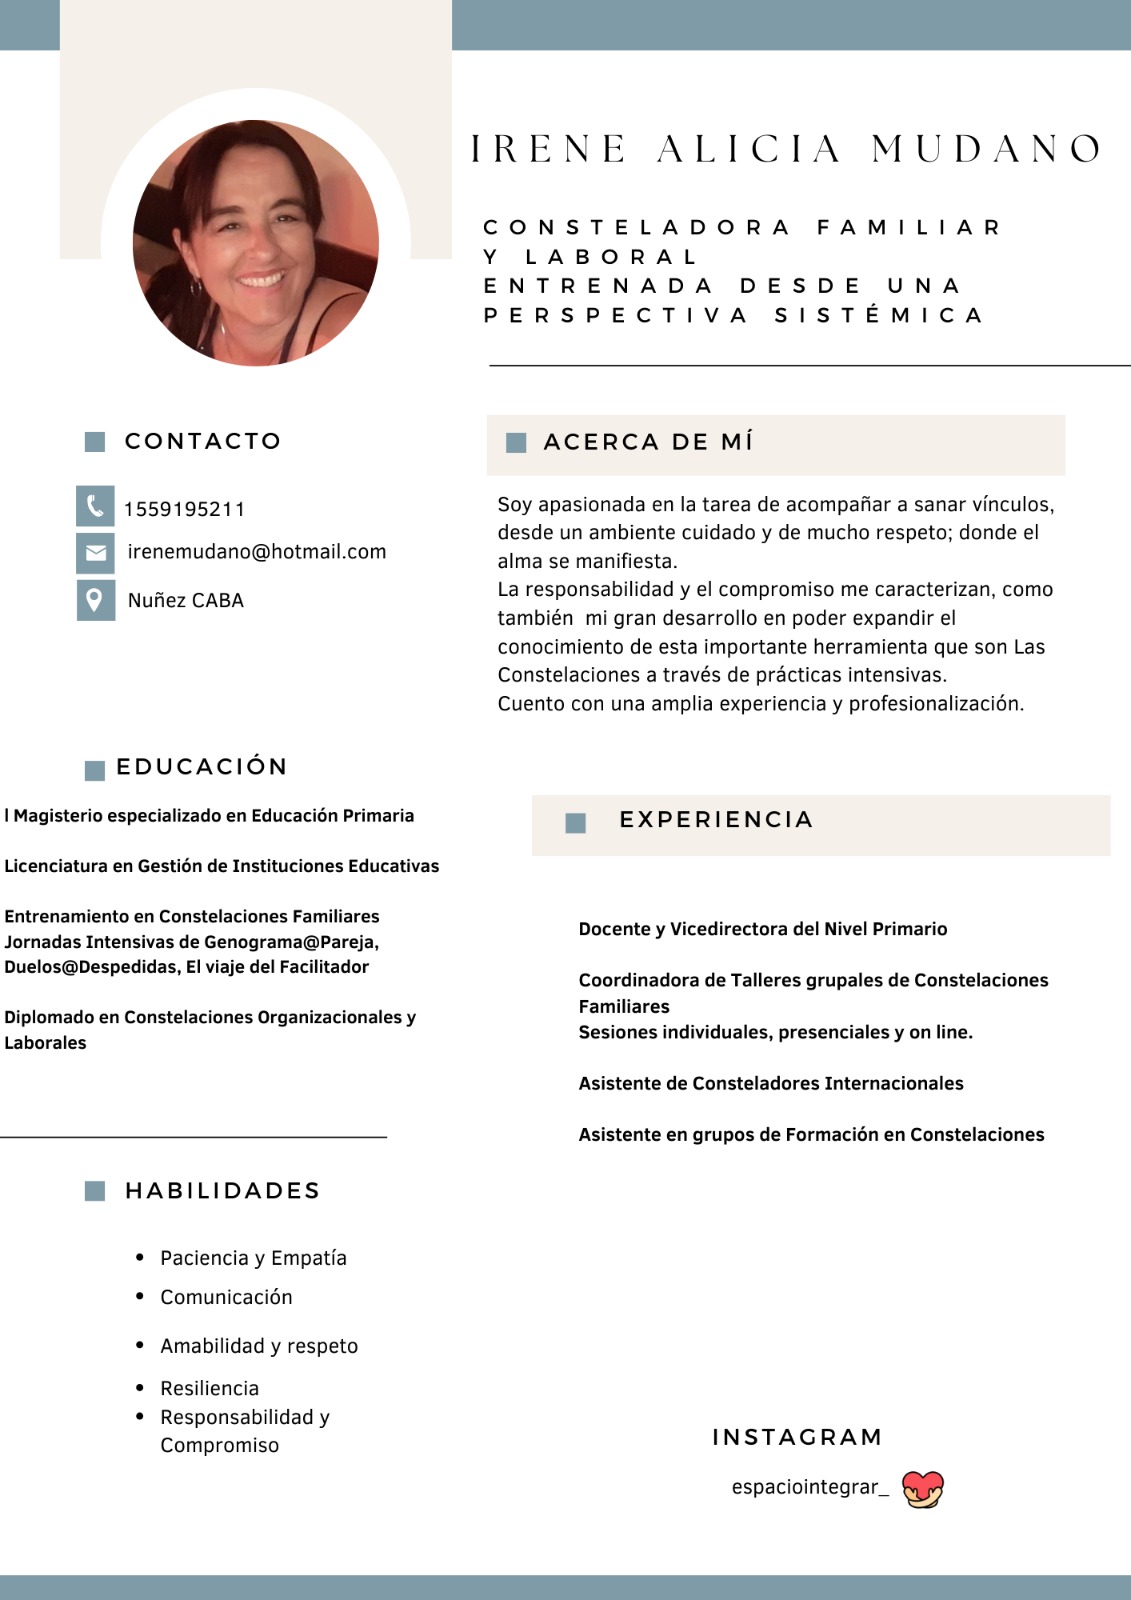 IRENE ALICIA MUDANO
CONSTELADORA FAMILIAR
Y LABORAL
ENTRENADA DESDE UNA
PERSPECTIVA SISTÉMICA
CONTACTO
1559195211
irenemudano@hotmail.com
Nuñez CABA
ACERCA DE MÍ
Soy apasionada en la tarea de acompañar a sanar vínculos,
desde un ambiente cuidado y de mucho respeto; donde el
alma se manifiesta.
La responsabilidad y el compromiso me caracterizan, como
también  mi gran desarrollo en poder expandir el
conocimiento de esta importante herramienta que son Las
Constelaciones a través de prácticas intensivas.
Cuento con una amplia experiencia y profesionalización.
EDUCACIÓN
l Magisterio especializado en Educación Primaria
Licenciatura en Gestión de Instituciones Educativas
Entrenamiento en Constelaciones Familiares
Jornadas Intensivas de Genograma@Pareja,
Duelos@Despedidas, El viaje del Facilitador
Diplomado en Constelaciones Organizacionales y
Laborales
EXPERIENCIA
Docente y Vicedirectora del Nivel Primario
Coordinadora de Talleres grupales de Constelaciones
Familiares
Sesiones individuales, presenciales y on line.
Asistente de Consteladores Internacionales
Asistente en grupos de Formación en Constelaciones
HABILIDADES
• Paciencia y Empatía
• Comunicación
• Amabilidad y respeto
• Resiliencia
• Responsabilidad y
Compromiso
INSTAGRAM
espaciointegrar_